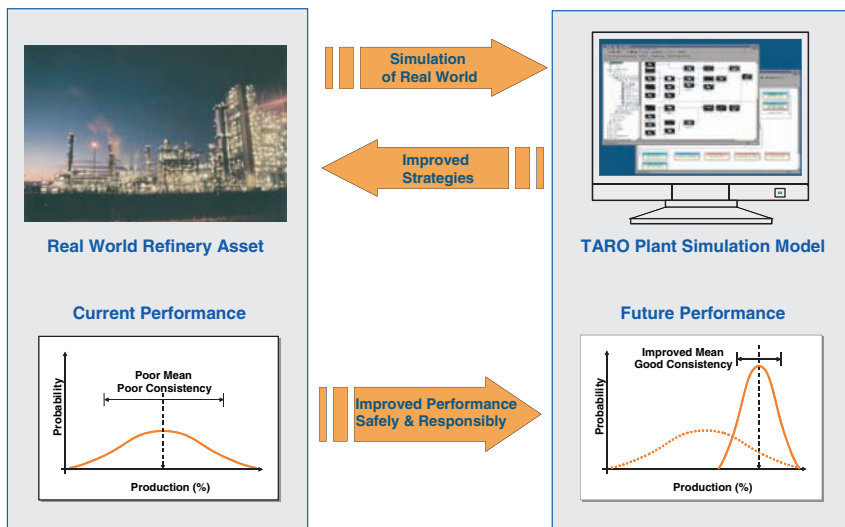 Simulation
of Real World
Improved
Strategies
Real World Refinery Asset
TARO Plant Simulation Model
Current Performance
Future Performance
Poor Mean
Poor Consistency
Probability
Production (%)
Improved Performance
Safely & Responsibly
Improved Mean
Good Consistency
Probability
Production (%)